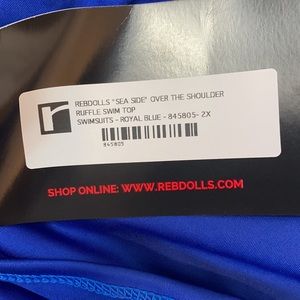 r
REBDOLLS "SEA SIDE" OVER THE SHOULDER
RUFFLE SWIM TOP
SWIMSUITS - ROYAL BLUE - 845805- 2X
845805
SHOP ONLINE: WWW.REBDOLLS.COM